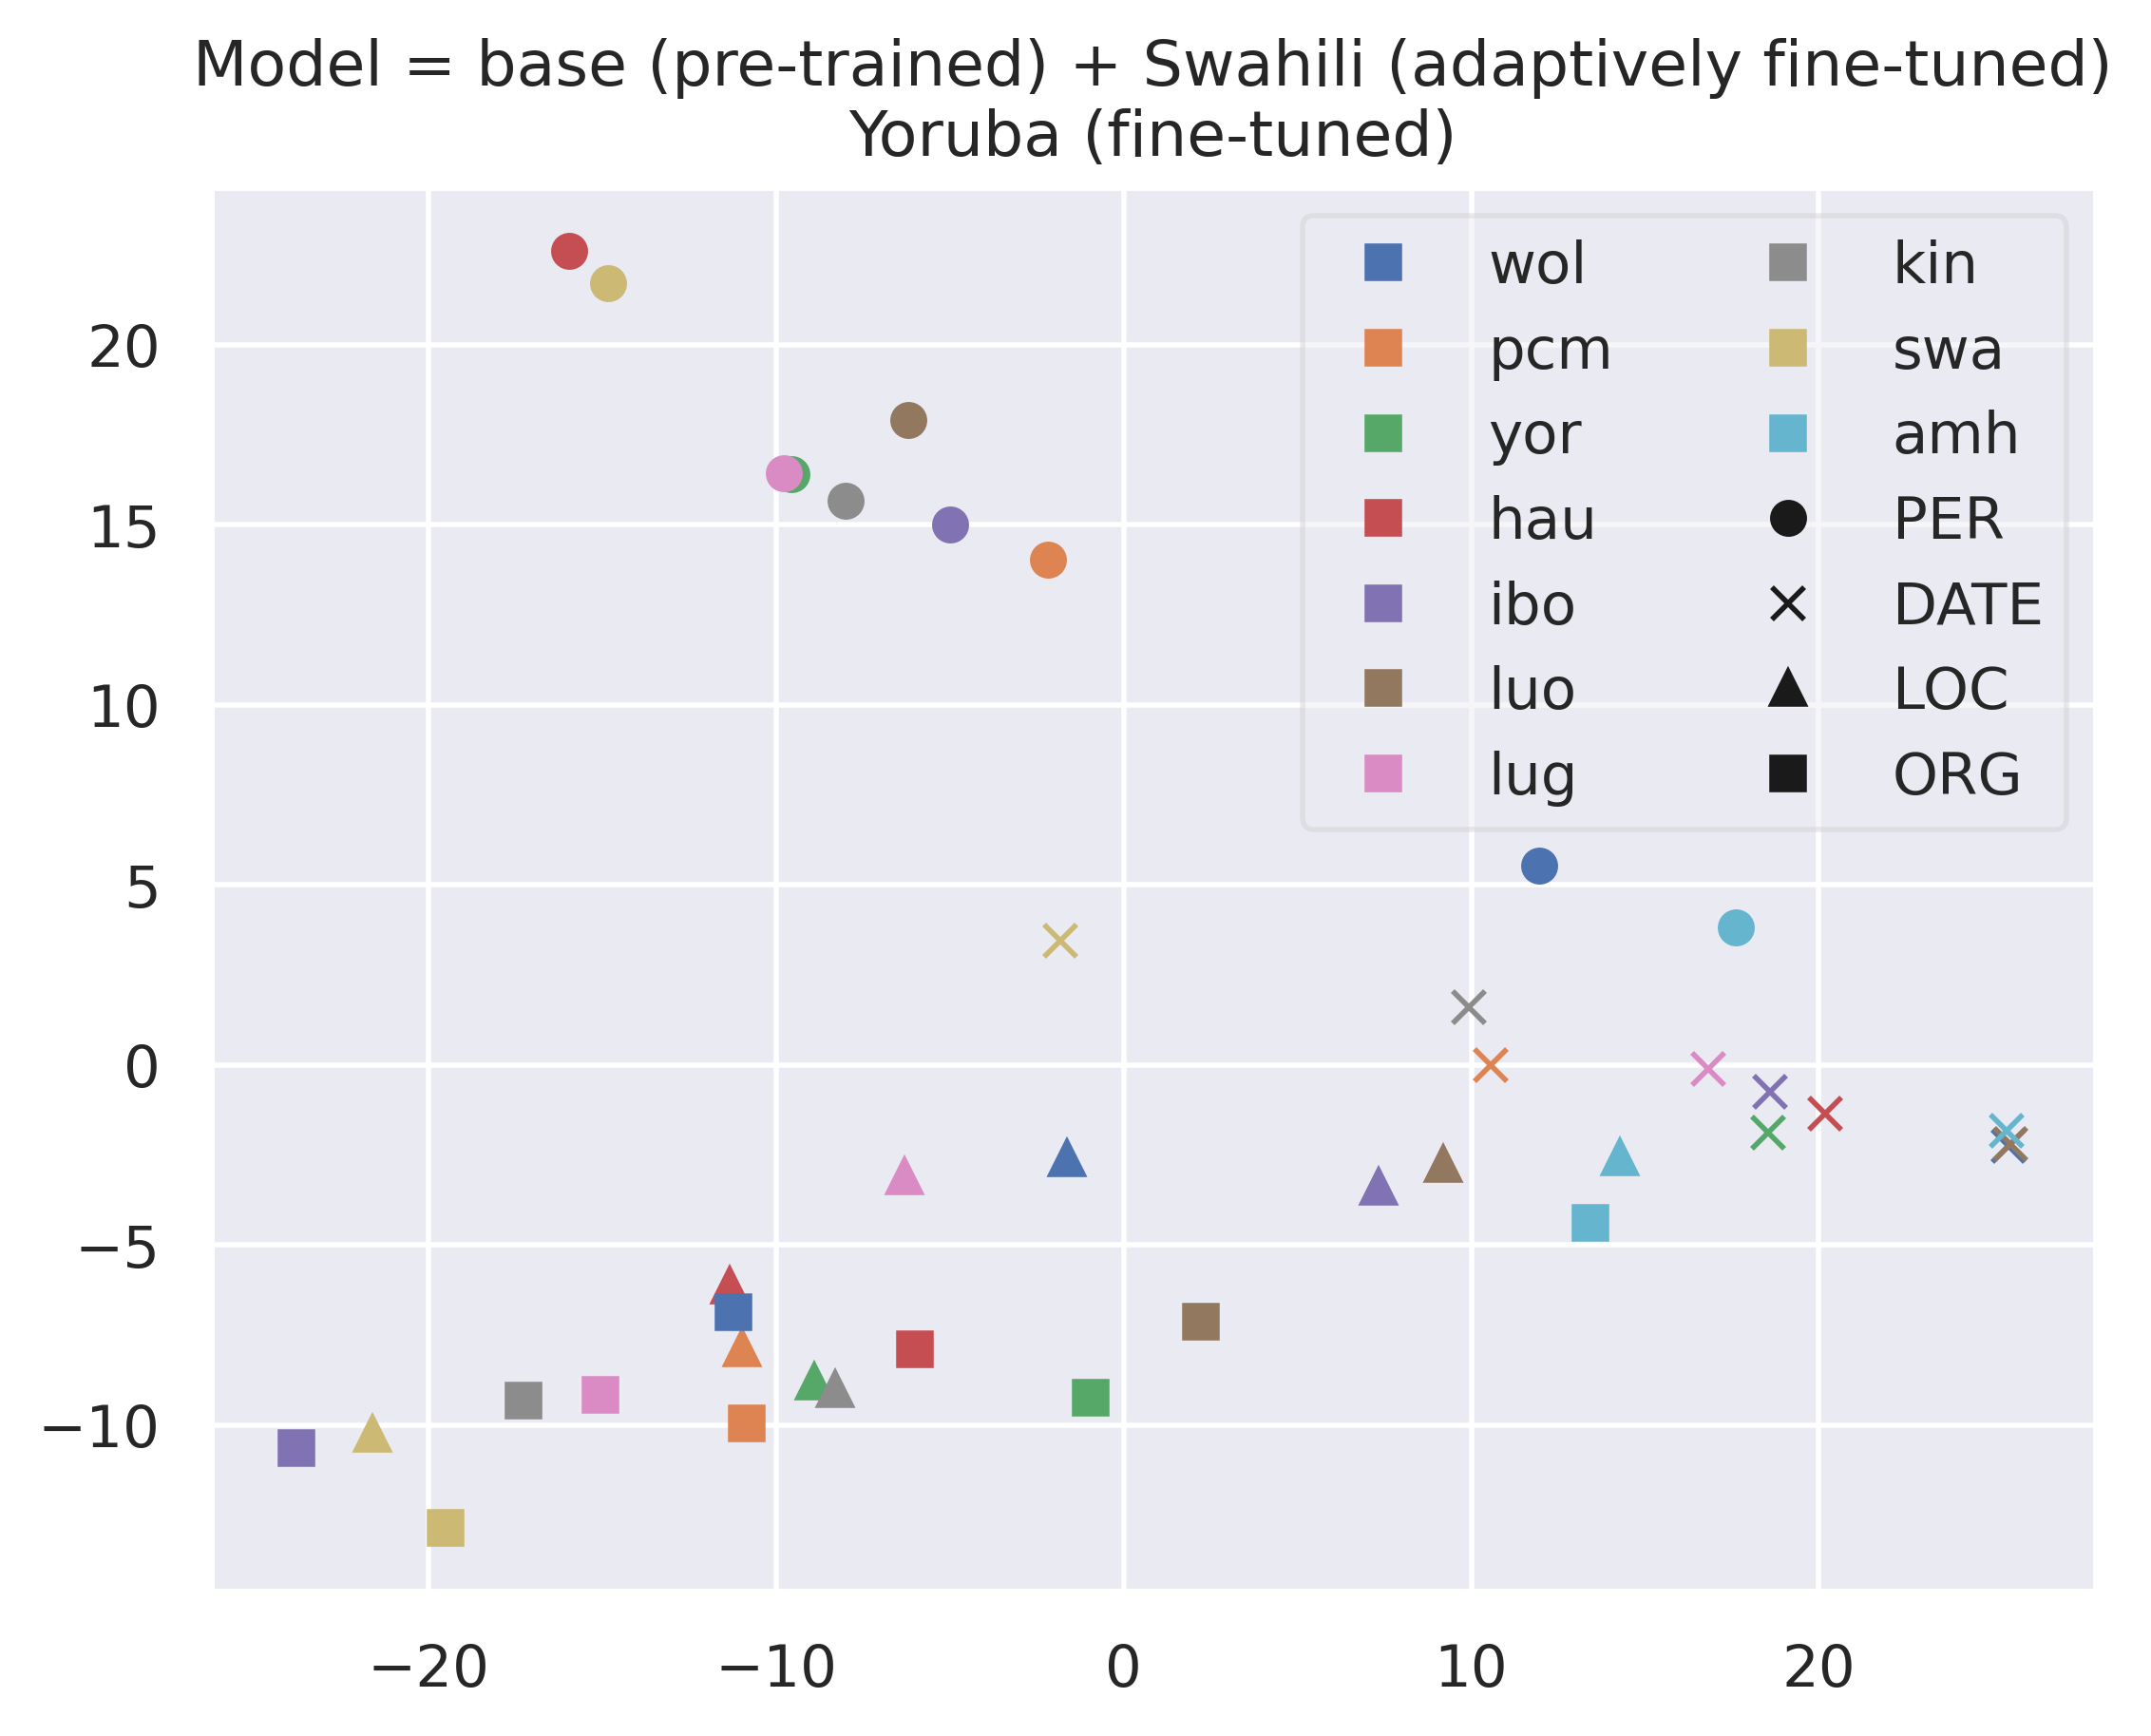 Model = base (pre-trained) + Swahili (adaptively fine-tuned)
Yoruba (fine-tuned)
wol
pcm
yor
hau
ibo
luo
lug
kin
swa
amh
PER
DATE
LOC
ORG
20
15
10
5
0
−5
−10
−20 −10 0 10 20